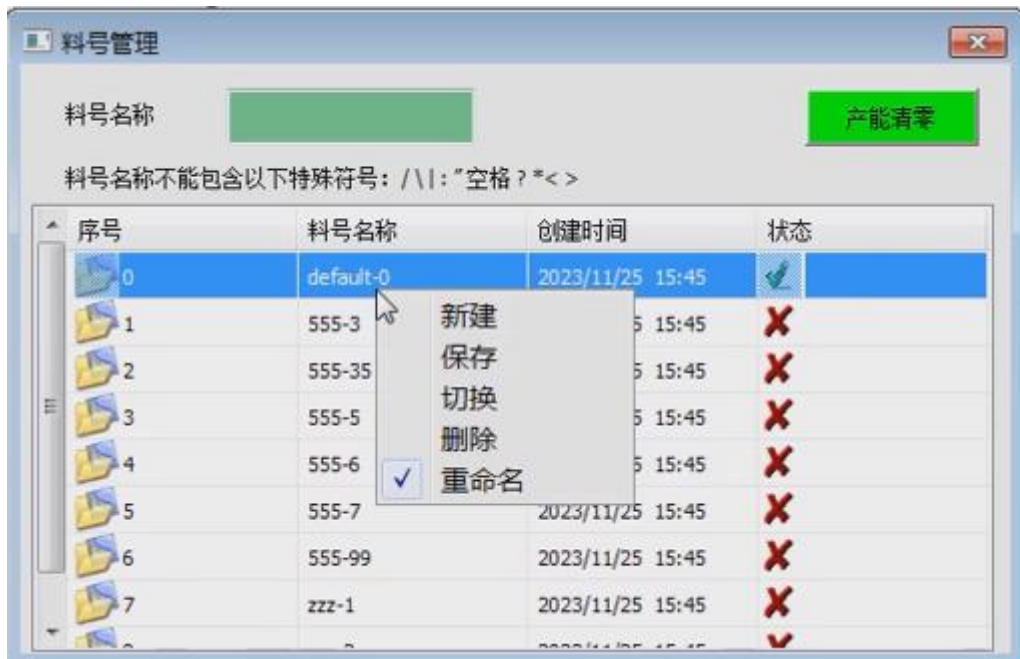 料号管理
料号名称 产能清零
料号名称不能包含以下特殊符号：/\|:"空格?*<>
序号 料号名称 创建时间 状态
0 default-0 2023/11/25 15:45
1 555-3 5 15:45
2 555-35 5 15:45
3 555-5 5 15:45
4 555-6 5 15:45
5 555-7 2023/11/25 15:45
6 555-99 2023/11/25 15:45
7 zzz-1 2023/11/25 15:45
新建
保存
切换
删除
重命名